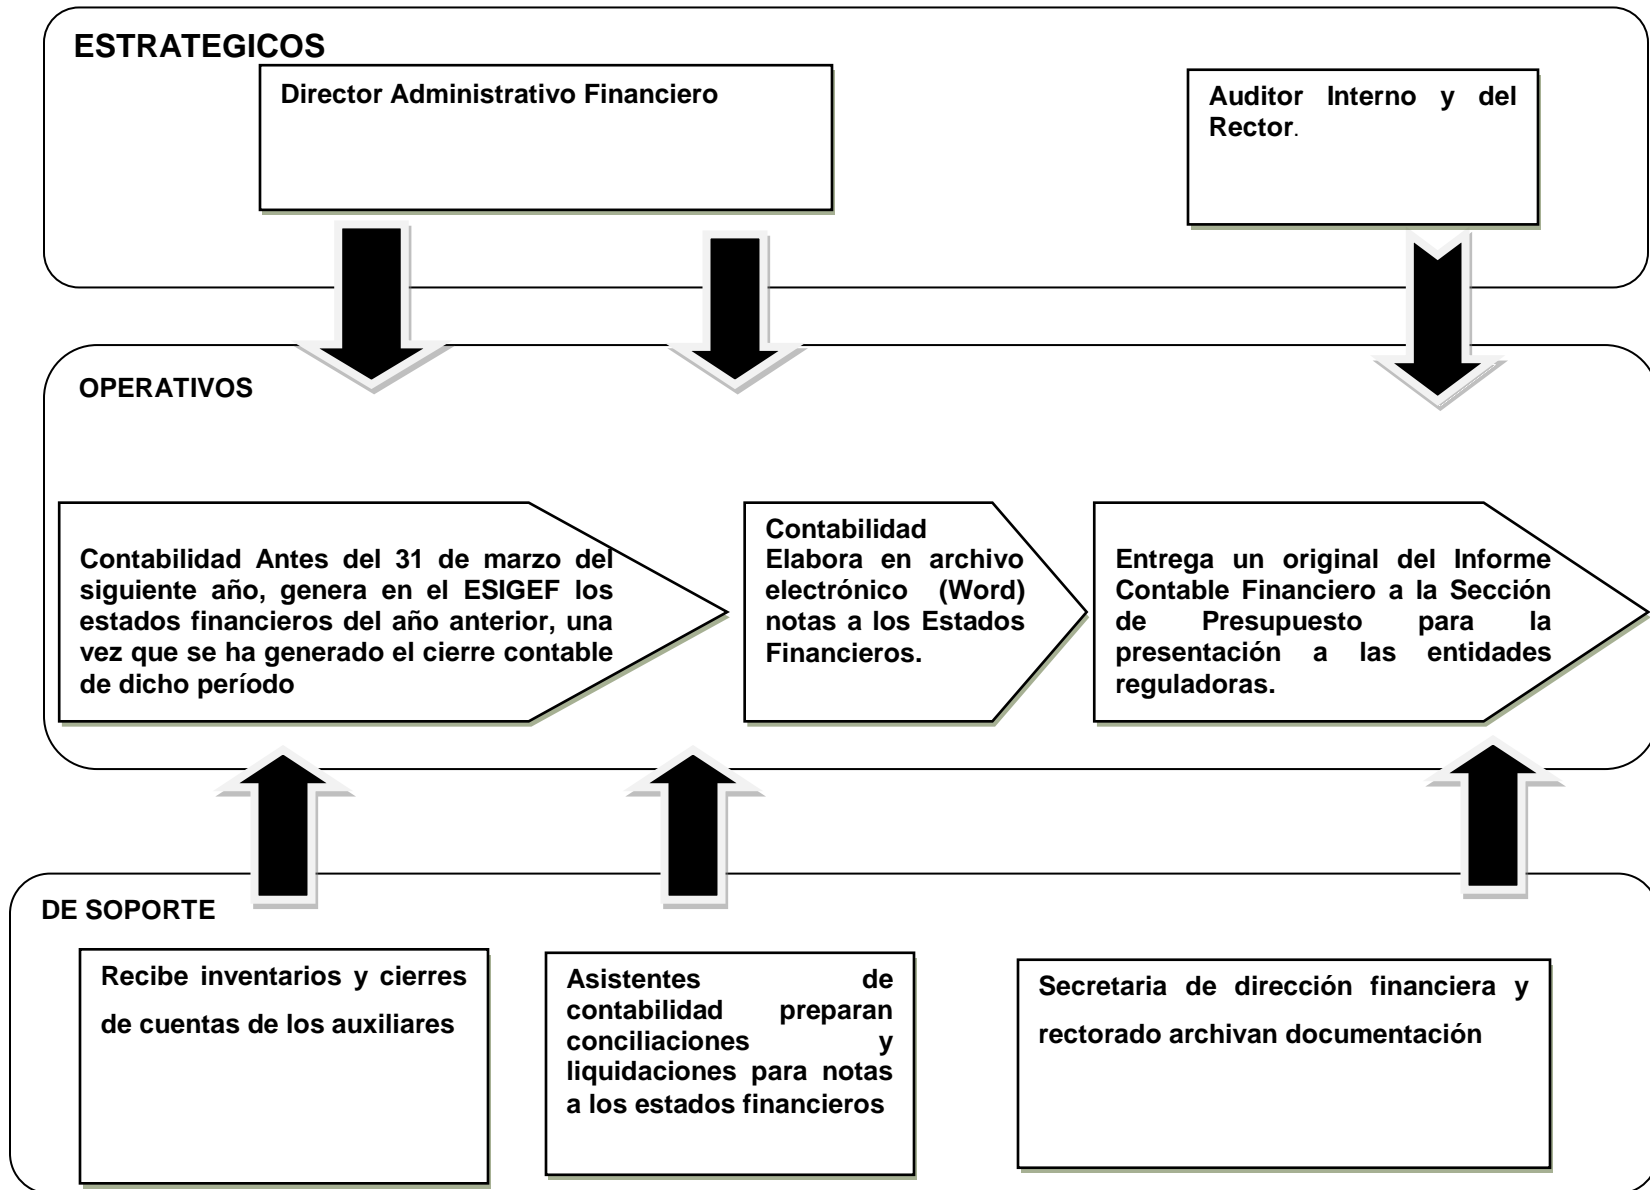 ESTRATEGICOS
Director Administrativo Financiero
Auditor Interno y del
Rector.
OPERATIVOS
Contabilidad Antes del 31 de marzo del
siguiente año, genera en el ESIGEF los
estados financieros del año anterior, una
vez que se ha generado el cierre contable
de dicho período
Contabilidad
Elabora en archivo
electrónico (Word)
notas a los Estados
Financieros.
Entrega un original del Informe
Contable Financiero a la Sección
de Presupuesto para la
presentación a las entidades
reguladoras.
DE SOPORTE
Recibe inventarios y cierres
de cuentas de los auxiliares
Asistentes de
contabilidad preparan
conciliaciones y
liquidaciones para notas
a los estados financieros
Secretaria de dirección financiera y
rectorado archivan documentación